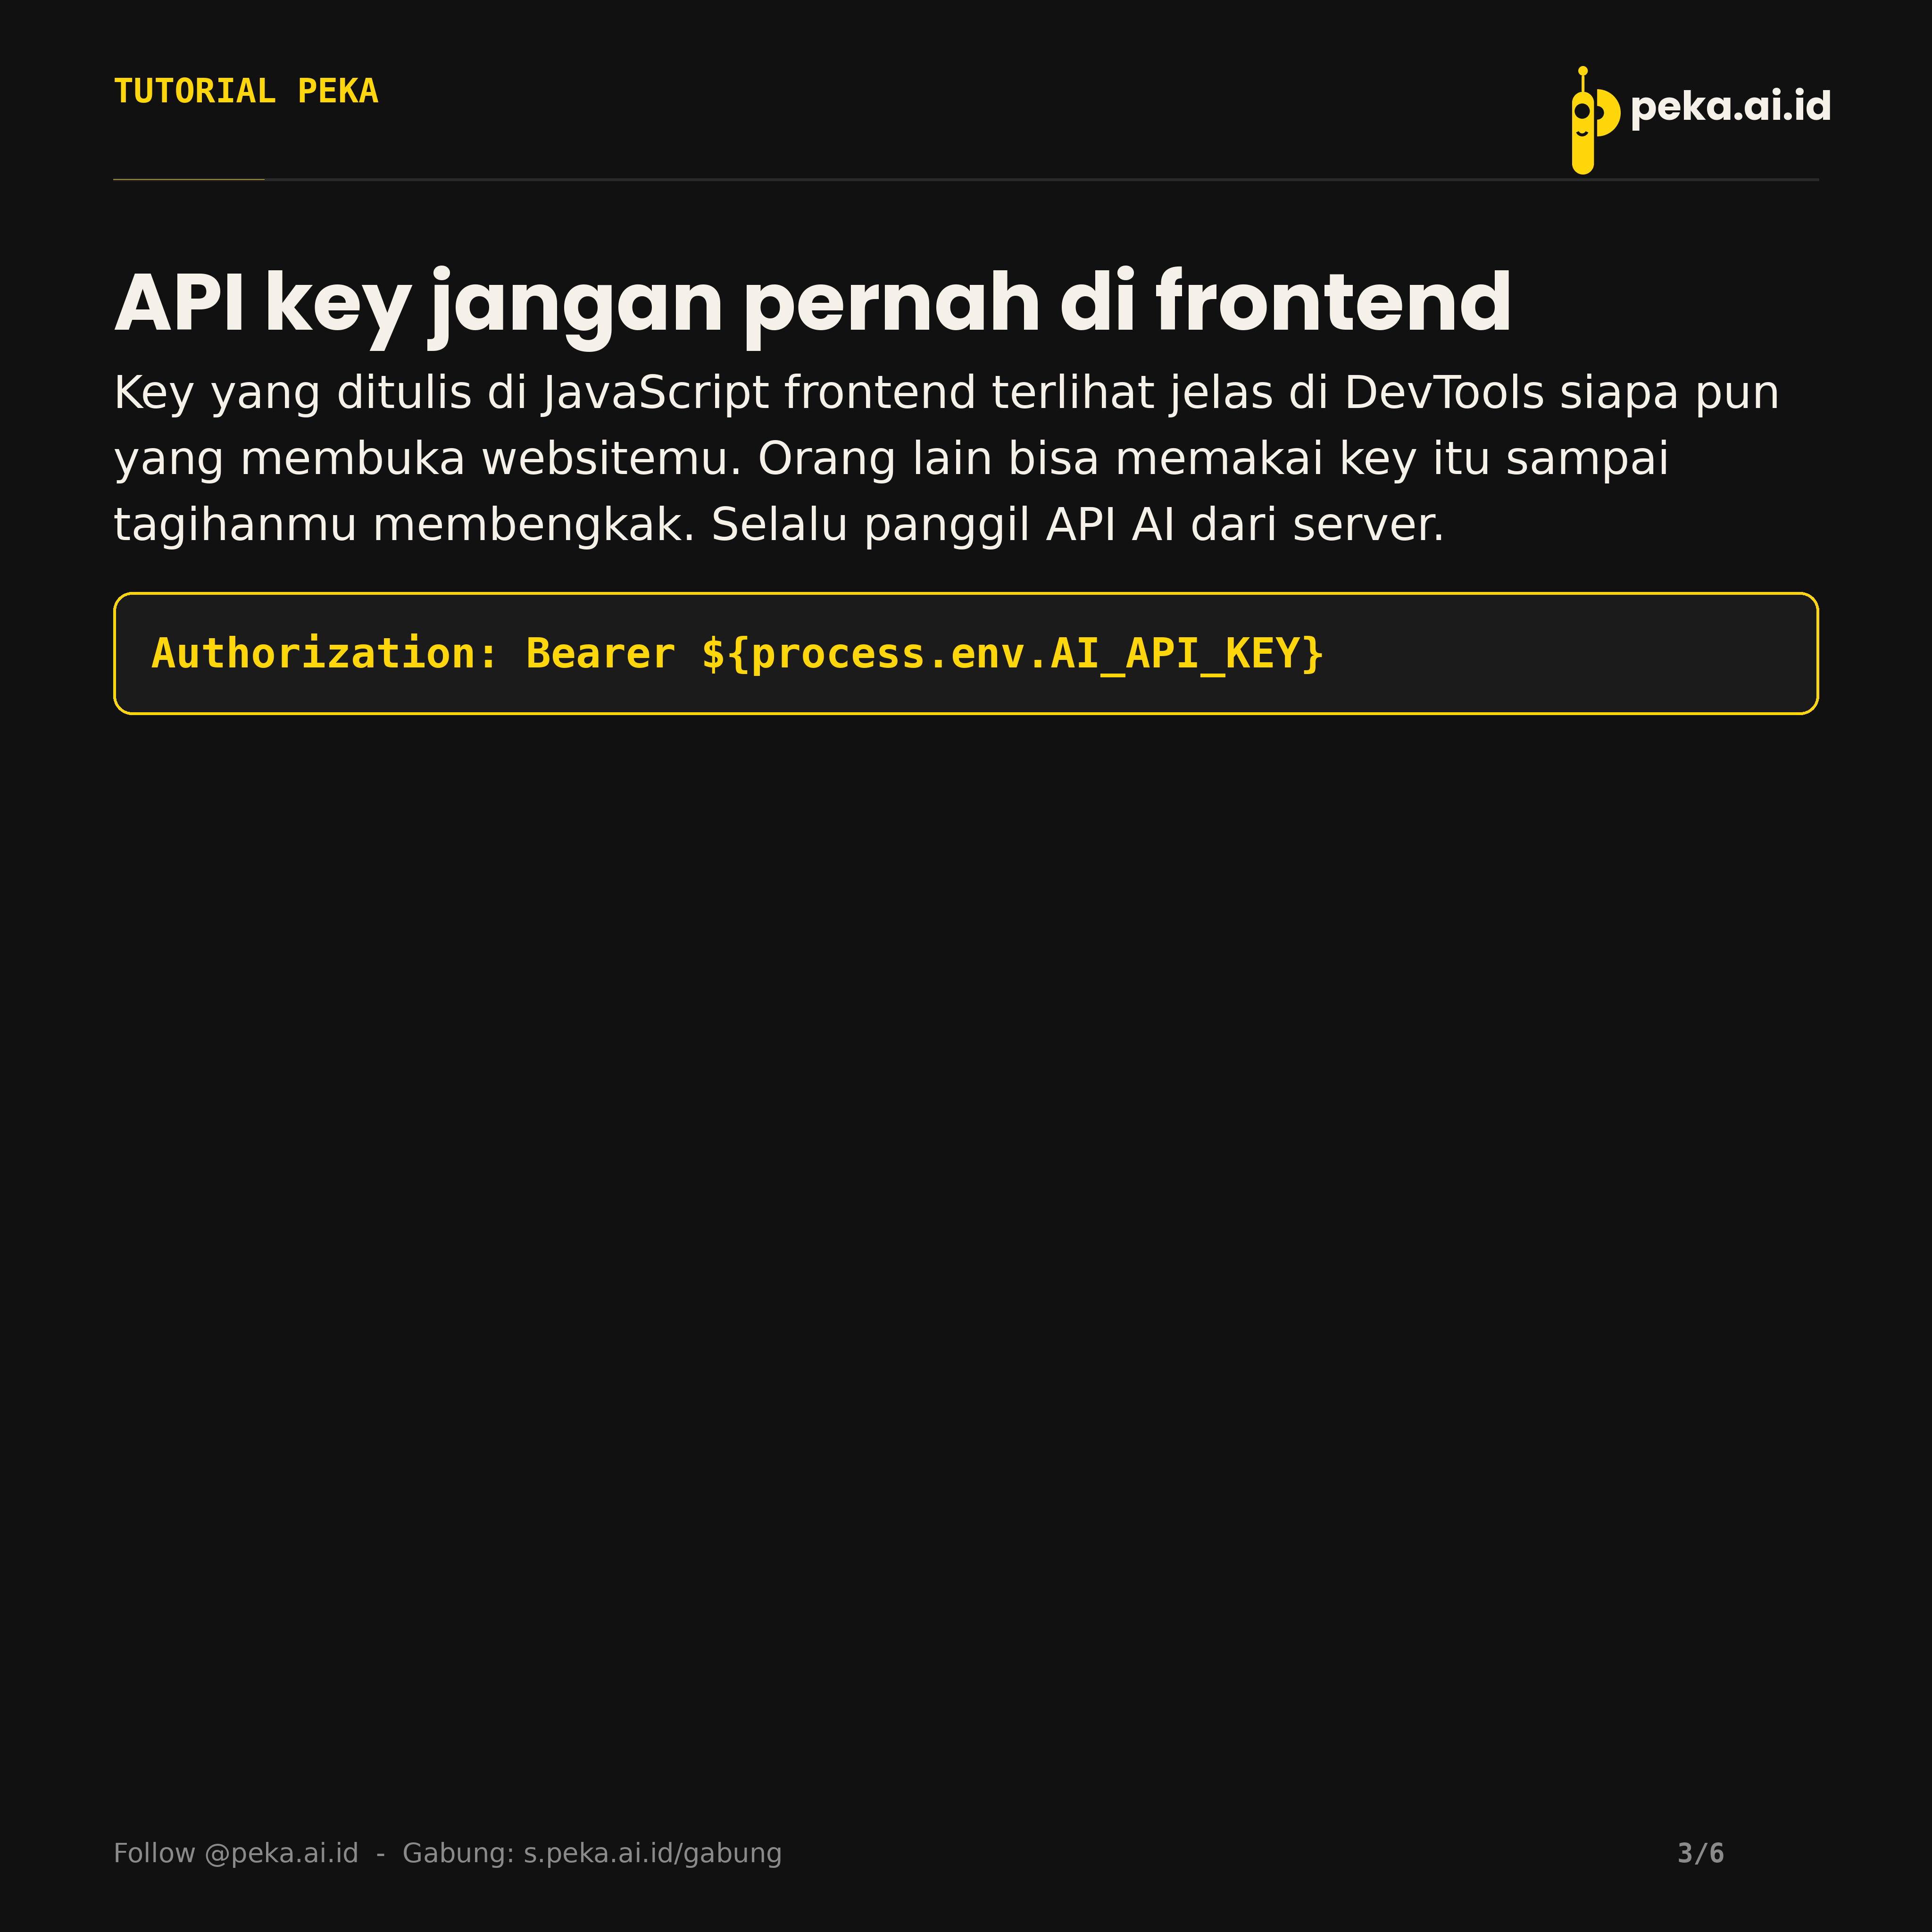 TUTORIAL PEKA
peka.ai.id
API key jangan pernah di frontend
Key yang ditulis di JavaScript frontend terlihat jelas di DevTools siapa pun
yang membuka websitemu. Orang lain bisa memakai key itu sampai
tagihanmu membengkak. Selalu panggil API AI dari server.
Authorization: Bearer ${process.env.AI_API_KEY}
Follow @peka.ai.id - Gabung: s.peka.ai.id/gabung
3/6